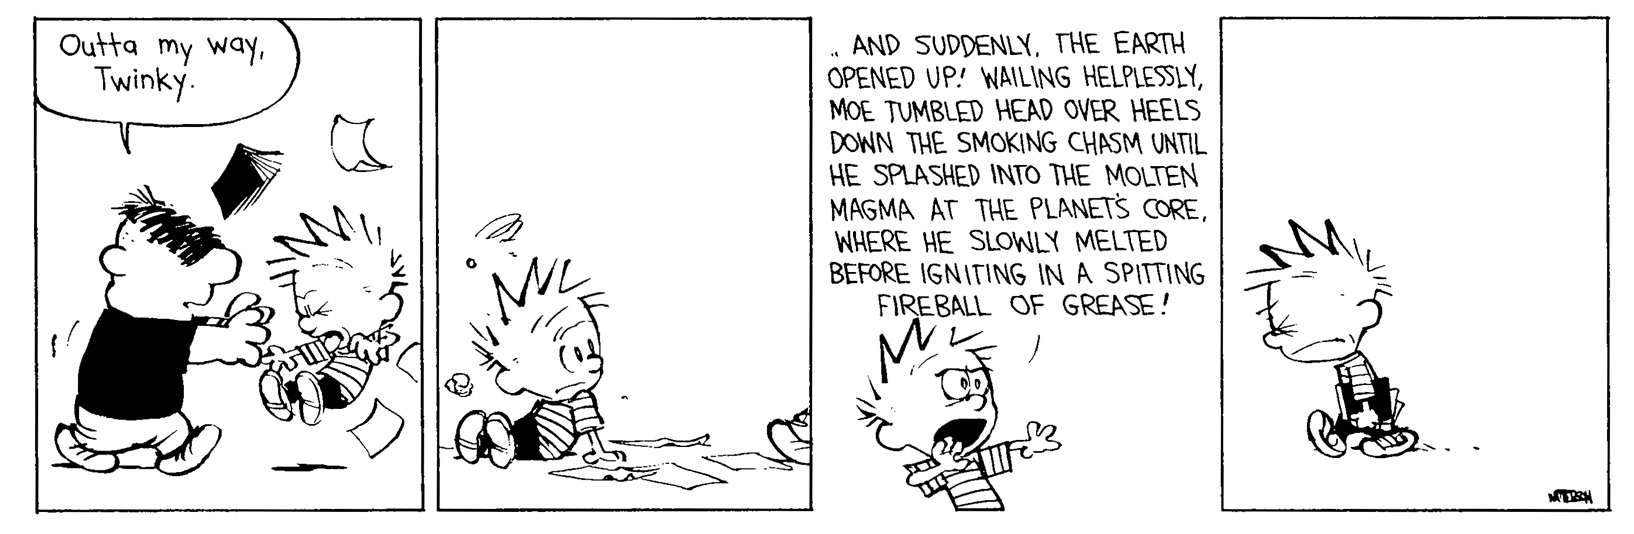 Outta my way,
Twinky.
.. AND SUDDENLY, THE EARTH
OPENED UP! WAILING HELPLESSLY,
MOE TUMBLED HEAD OVER HEELS
DOWN THE SMOKING CHASM UNTIL
HE SPLASHED INTO THE MOLTEN
MAGMA AT THE PLANET'S CORE,
WHERE HE SLOWLY MELTED
BEFORE IGNITING IN A SPITTING
FIREBALL OF GREASE!
WATTERSON